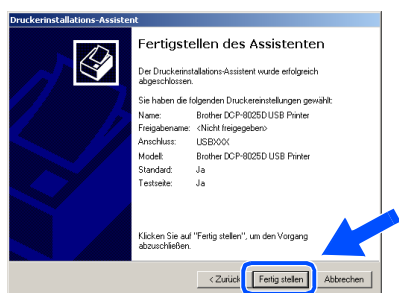 Druckerinstallations-Assistent
Fertigstellen des Assistenten
Der Druckerinstallations-Assistent wurde erfolgreich
abgeschlossen.
Sie haben die folgenden Druckereinstellungen gewählt:
Name: Brother DCP-8025D USB Printer
Freigabename: <Nicht freigegeben>
Anschluss: USBXXX
Modell: Brother DCP-8025D USB Printer
Standard: Ja
Testseite: Ja
Klicken Sie auf "Fertig stellen", um den Vorgang
abzuschließen.
< Zurück Fertig stellen Abbrechen